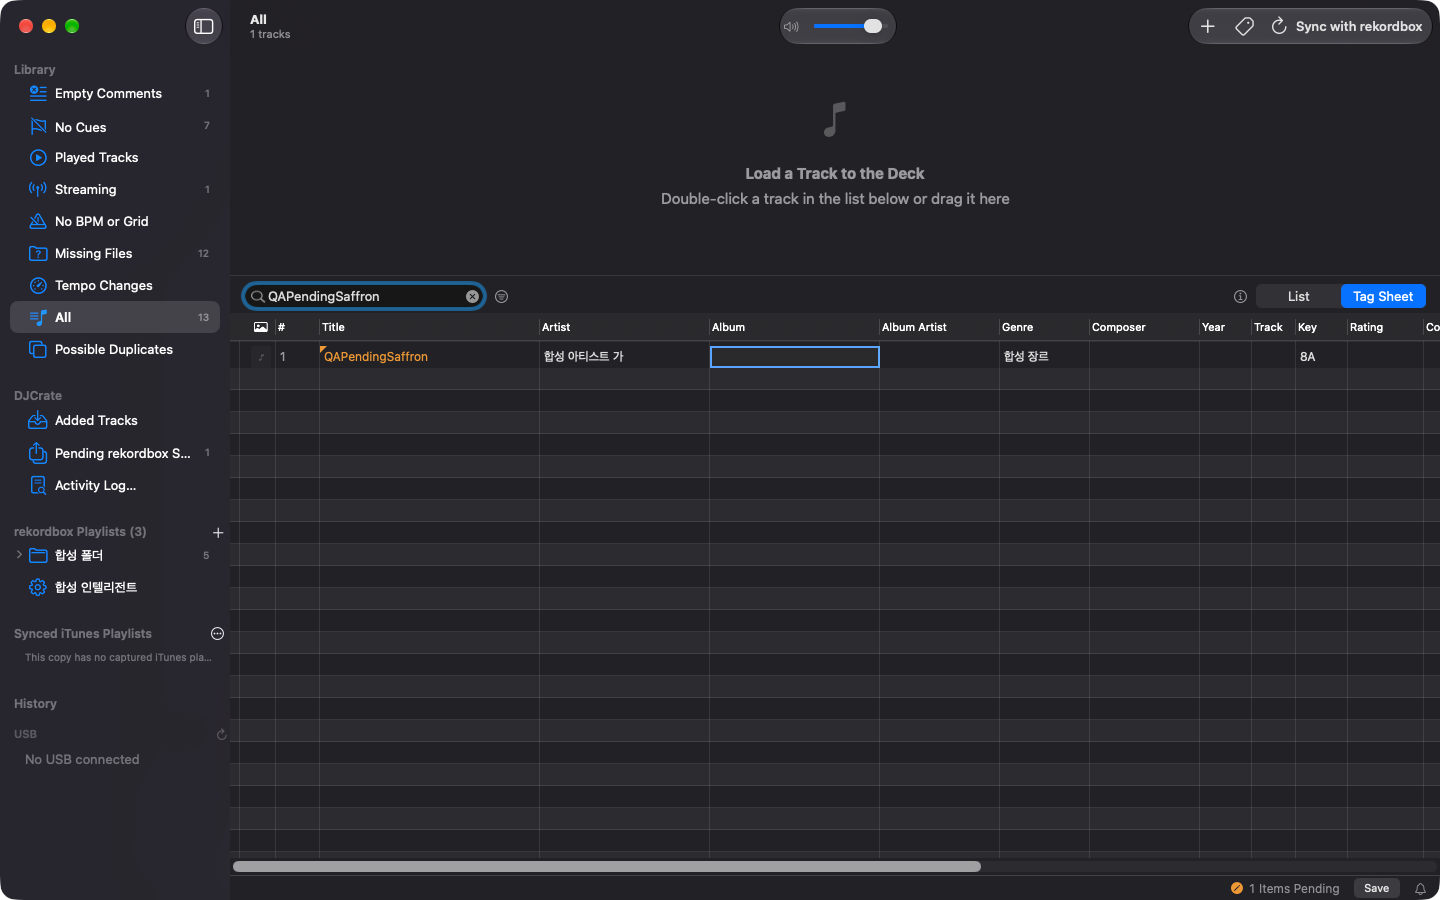 All
1 tracks
Sync with rekordbox
Library
Empty Comments 1
No Cues 7
Played Tracks
Streaming 1
No BPM or Grid
Missing Files 12
Tempo Changes
All 13
Possible Duplicates
DJCrate
Added Tracks
Pending rekordbox S... 1
Activity Log...
rekordbox Playlists (3)
합성 폴더 5
합성 인텔리전트
Synced iTunes Playlists
This copy has no captured iTunes pla...
History
USB
No USB connected
Load a Track to the Deck
Double-click a track in the list below or drag it here
QAPendingSaffron
List Tag Sheet
# Title Artist Album Album Artist Genre Composer Year Track Key Rating Co
1 QAPendingSaffron 합성 아티스트 가 합성 장르 8A
1 Items Pending Save